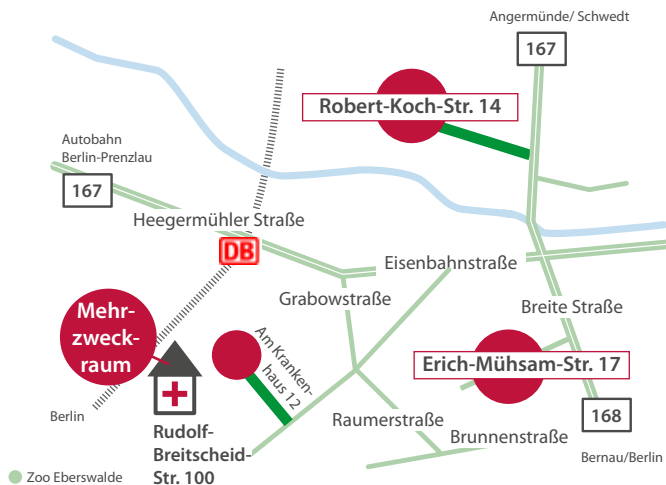 Angermünde/ Schwedt
167
Robert-Koch-Str. 14
Autobahn
Berlin-Prenzlau
167
Heegermühler Straße
DB
Eisenbahnstraße
Grabowstraße
Breite Straße
Mehr-
zweck-
raum
Am Kranken-
haus 12
Erich-Mühsam-Str. 17
Berlin
Rudolf-
Breitscheid-
Str. 100
Raumerstraße
Brunnenstraße
168
Bernau/Berlin
Zoo Eberswalde